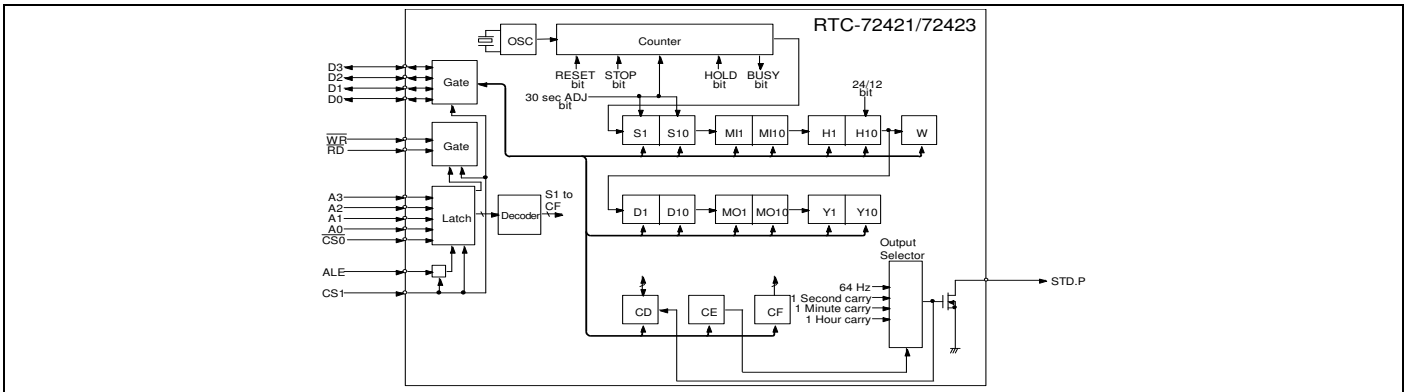 RTC-72421/72423
OSC
Counter
D3
D2
D1
D0
Gate
RESET bit
STOP bit
HOLD bit
BUSY bit
30 sec ADJ bit
24/12 bit
S1 S10
MI1 MI10
H1 H10
W
WR
RD
Gate
A3
A2
A1
A0
CS0
Latch
Decoder
S1 to CF
D1 D10
MO1 MO10
Y1 Y10
ALE
CS1
Output Selector
64 Hz
1 Second carry
1 Minute carry
1 Hour carry
STD.P
CD
CE
CF